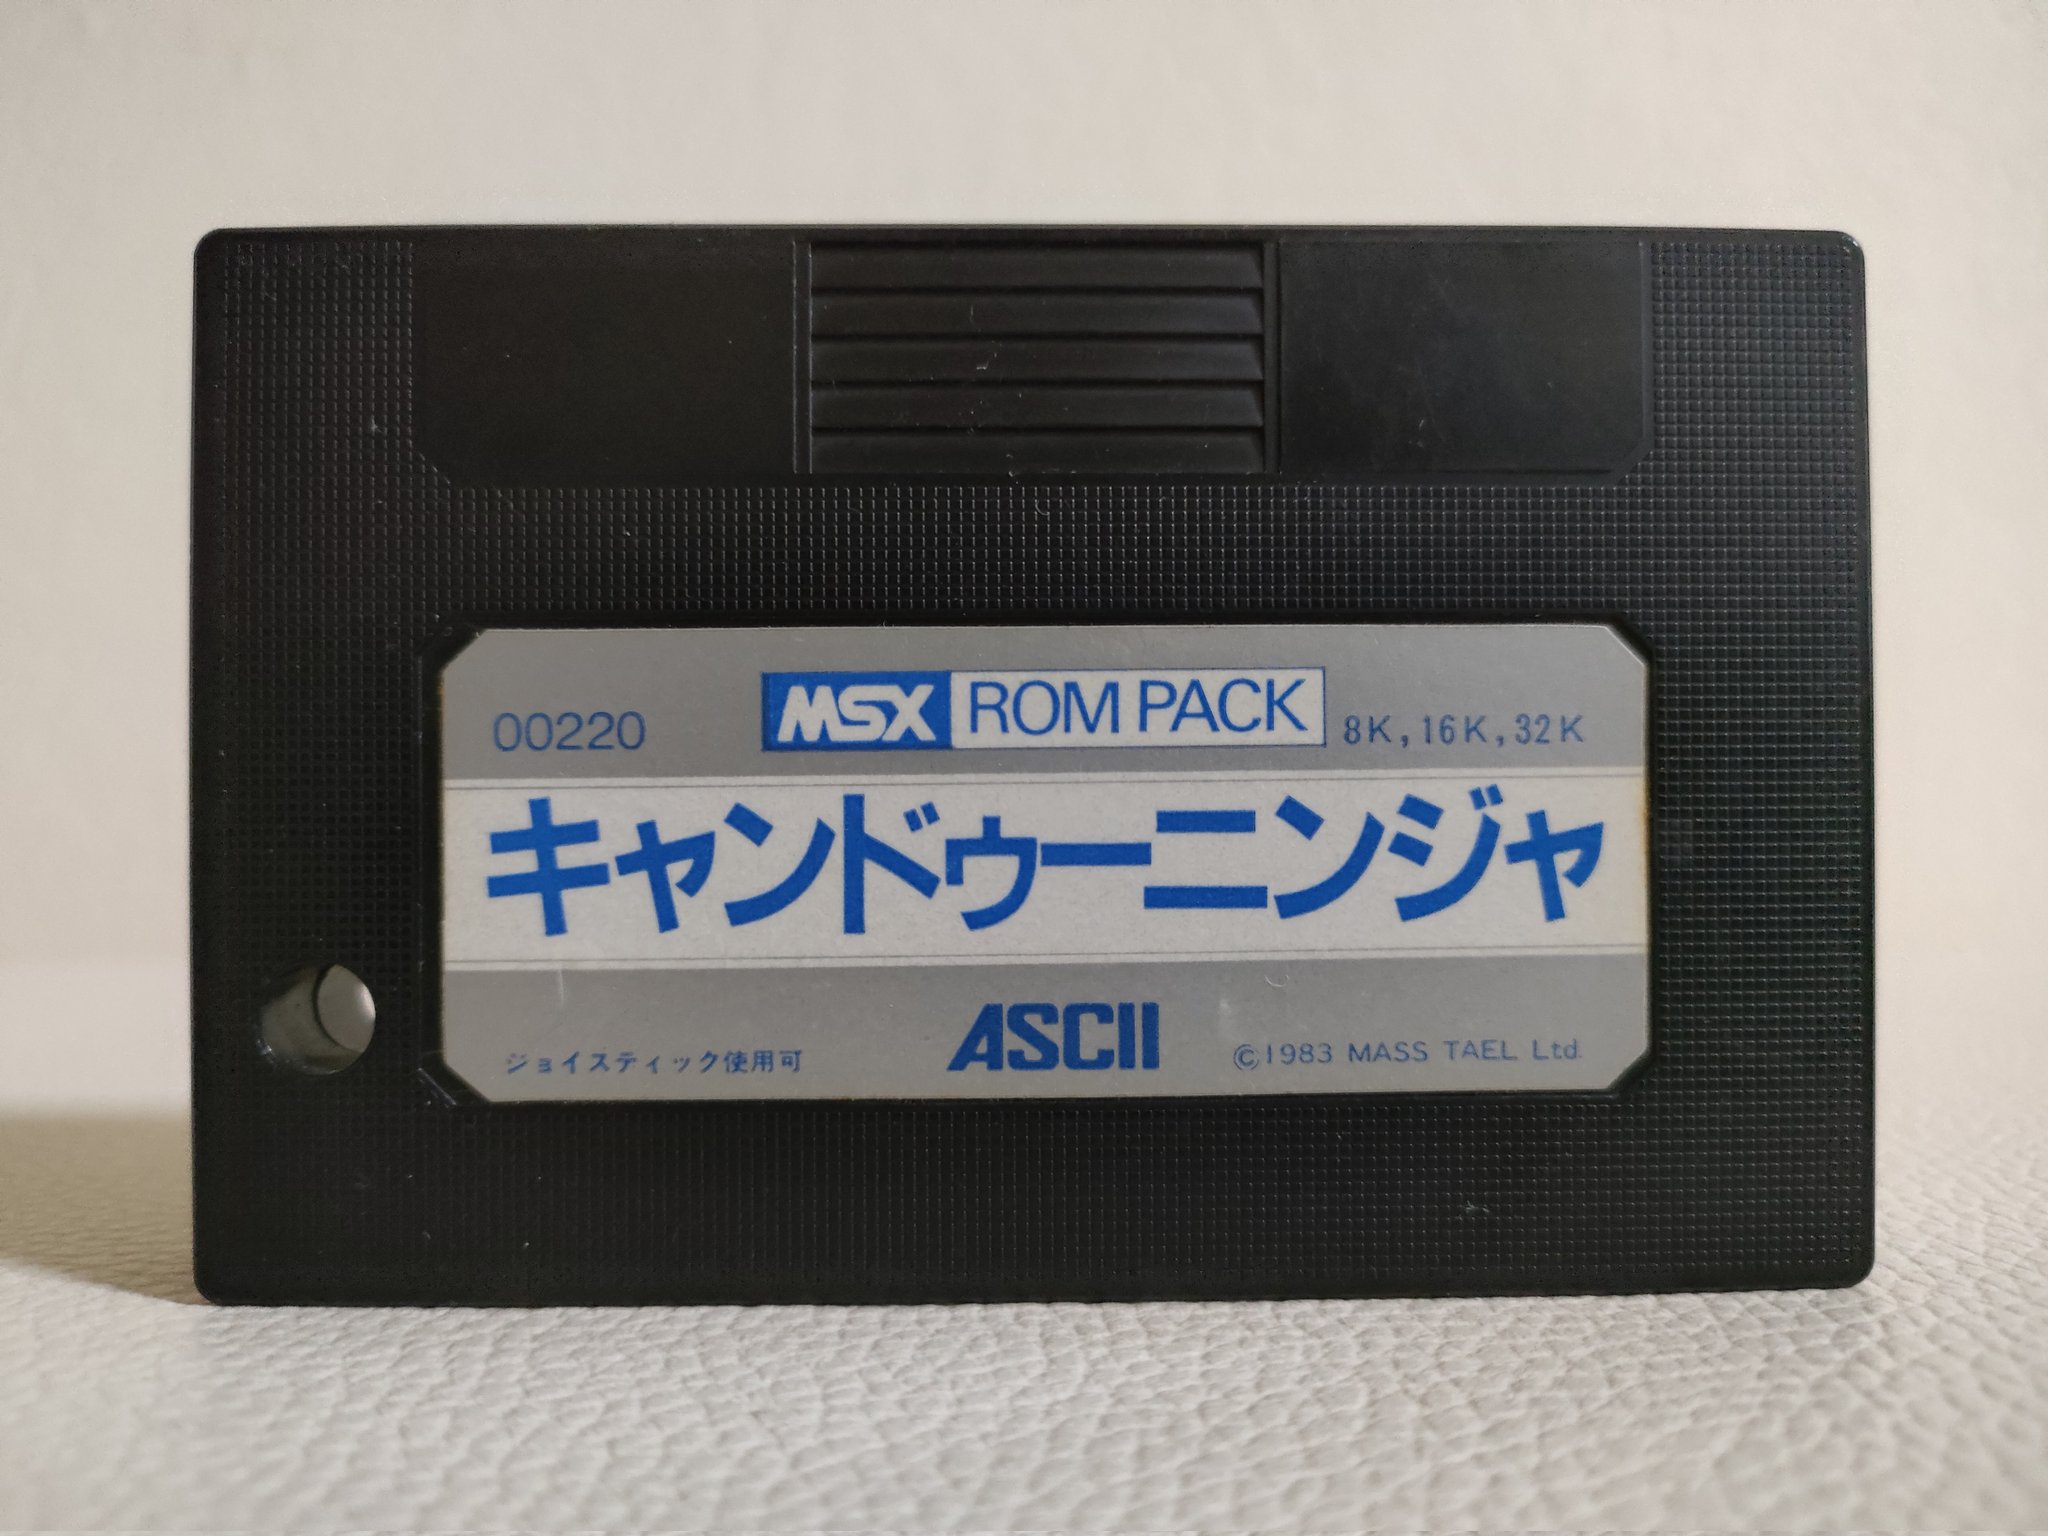 00220 MSX ROM PACK 8K,16K,32K
キャンドゥーニンジャ
ASCII
ジョイスティック使用可 ©1983 MASS TAEL Ltd.